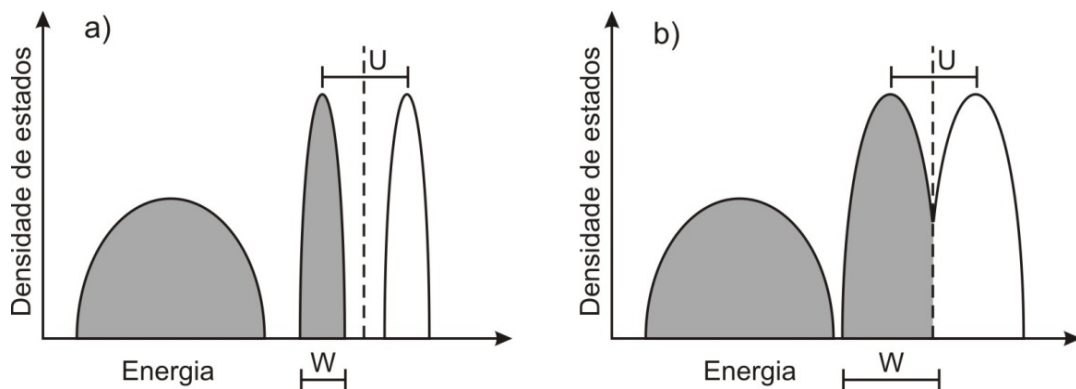 a)
Densidade de estados
U
Energia
W
b)
Densidade de estados
U
Energia
W